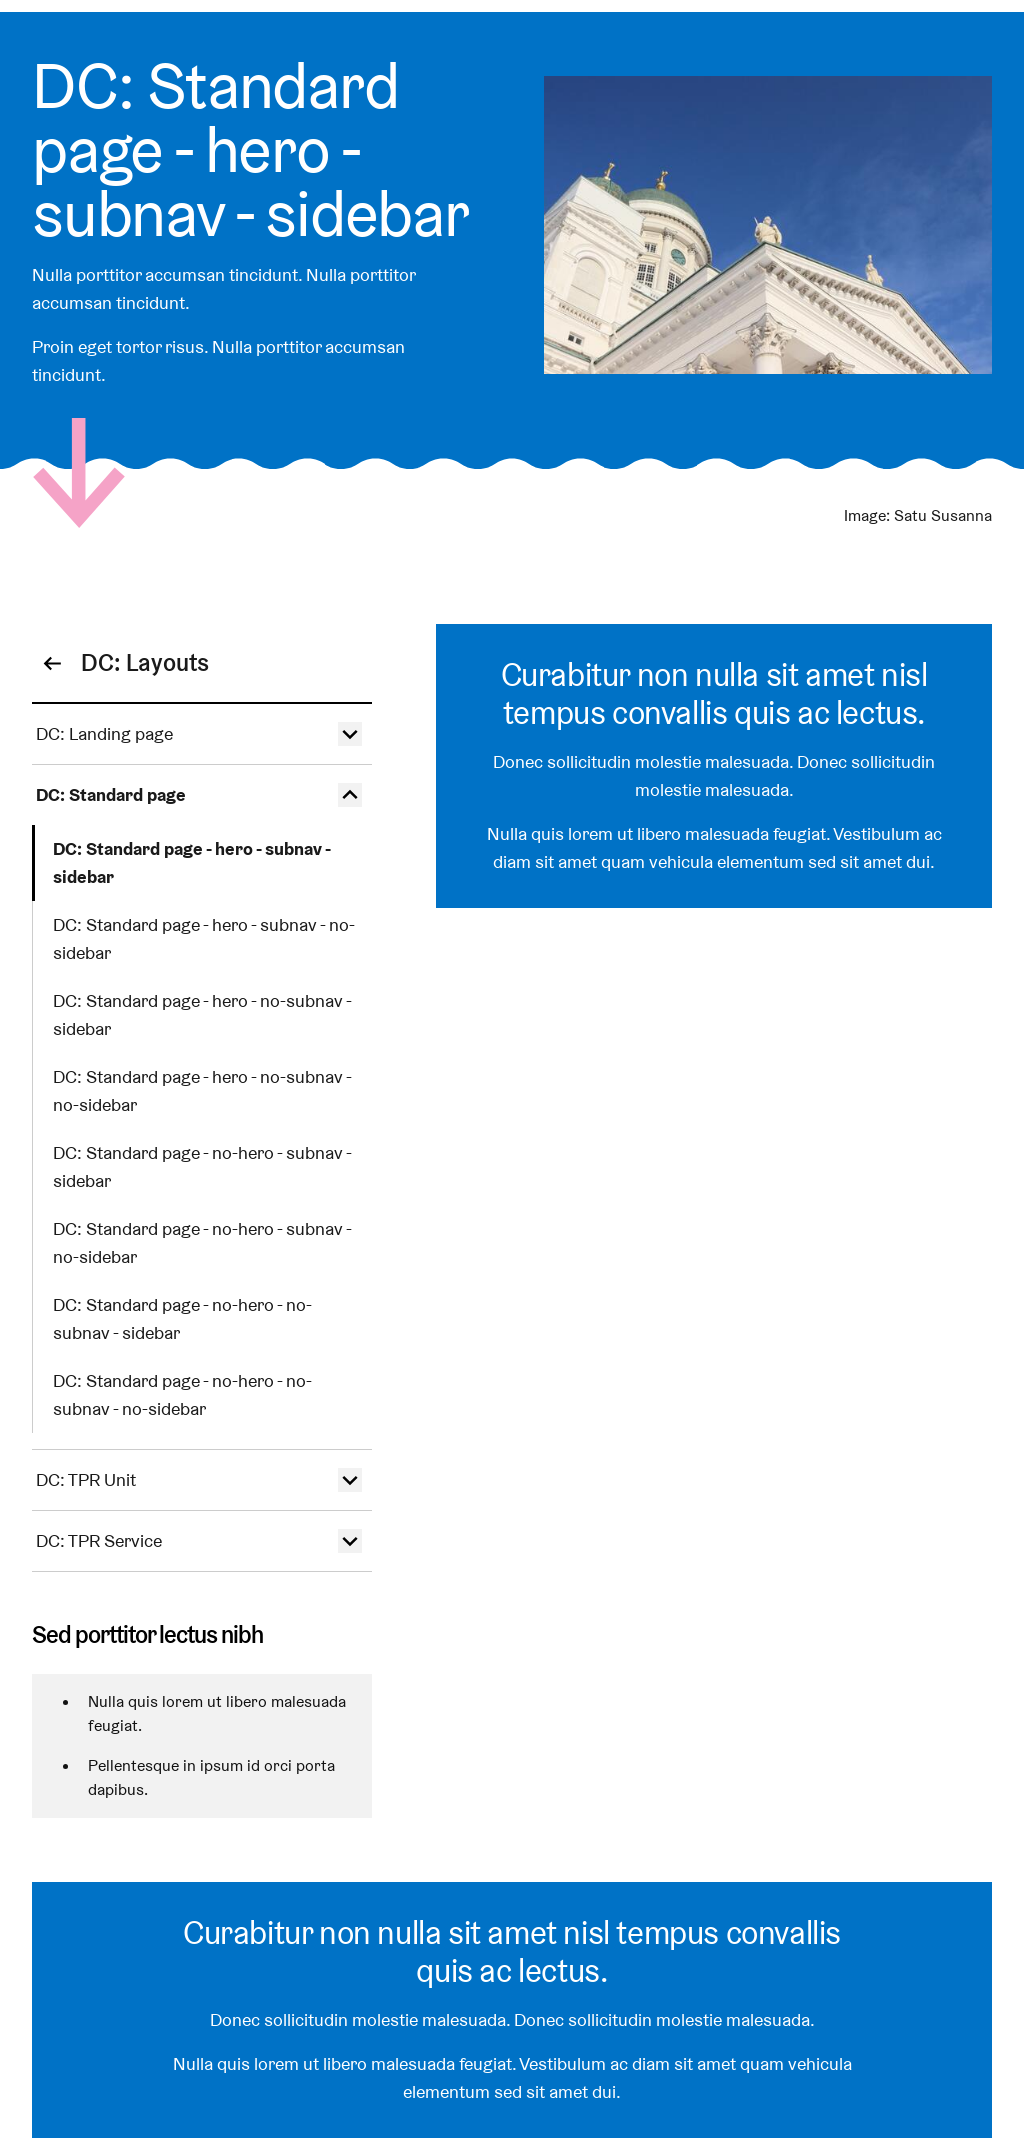 DC: Standard
page - hero -
subnav - sidebar
Nulla porttitor accumsan tincidunt. Nulla porttitor
accumsan tincidunt.
Proin eget tortor risus. Nulla porttitor accumsan
tincidunt.
Image: Satu Susanna
DC: Layouts
DC: Landing page
DC: Standard page
DC: Standard page - hero - subnav -
sidebar
DC: Standard page - hero - subnav - no-
sidebar
DC: Standard page - hero - no-subnav -
sidebar
DC: Standard page - hero - no-subnav -
no-sidebar
DC: Standard page - no-hero - subnav -
sidebar
DC: Standard page - no-hero - subnav -
no-sidebar
DC: Standard page - no-hero - no-
subnav - sidebar
DC: Standard page - no-hero - no-
subnav - no-sidebar
DC: TPR Unit
DC: TPR Service
Sed porttitor lectus nibh
• Nulla quis lorem ut libero malesuada
feugiat.
• Pellentesque in ipsum id orci porta
dapibus.
Curabitur non nulla sit amet nisl
tempus convallis quis ac lectus.
Donec sollicitudin molestie malesuada. Donec sollicitudin
molestie malesuada.
Nulla quis lorem ut libero malesuada feugiat. Vestibulum ac
diam sit amet quam vehicula elementum sed sit amet dui.
Curabitur non nulla sit amet nisl tempus convallis
quis ac lectus.
Donec sollicitudin molestie malesuada. Donec sollicitudin molestie malesuada.
Nulla quis lorem ut libero malesuada feugiat. Vestibulum ac diam sit amet quam vehicula
elementum sed sit amet dui.